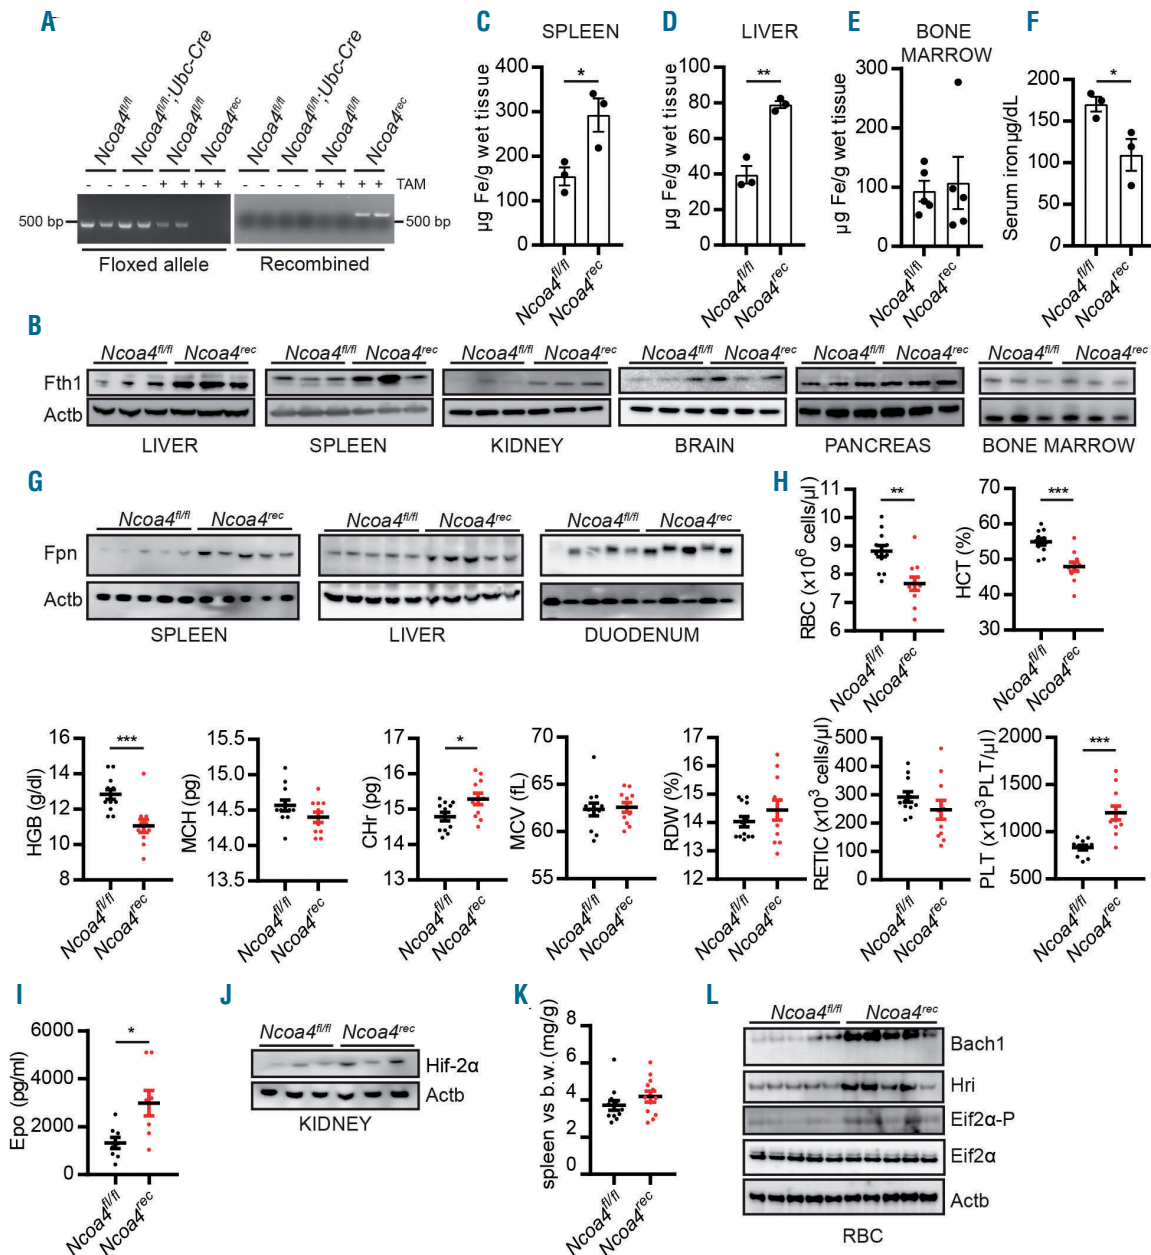 A
Ncoa4fl/fl
Ncoa4fl/fl;Ubc-Cre
Ncoa4fl/fl
Ncoa4rec
Ncoa4fl/fl
Ncoa4fl/fl;Ubc-Cre
Ncoa4fl/fl
Ncoa4rec
- - - - + + + + - - - - + + + + TAM
500 bp
500 bp
Floxed allele
Recombined
C
SPLEEN
µg Fe/g wet tissue
400
300
200
100
0
*
Ncoa4fl/fl
Ncoa4rec
D
LIVER
µg Fe/g wet tissue
80
60
40
20
0
**
Ncoa4fl/fl
Ncoa4rec
E
BONE
MARROW
µg Fe/g wet tissue
300
200
100
0
Ncoa4fl/fl
Ncoa4rec
F
Serum iron µg/dL
200
150
100
50
*
Ncoa4fl/fl
Ncoa4rec
B
Ncoa4fl/fl Ncoa4rec Ncoa4fl/fl Ncoa4rec Ncoa4fl/fl Ncoa4rec Ncoa4fl/fl Ncoa4rec Ncoa4fl/fl Ncoa4rec Ncoa4fl/fl Ncoa4rec
Fth1
Actb
LIVER SPLEEN KIDNEY BRAIN PANCREAS BONE MARROW
G
Ncoa4fl/fl Ncoa4rec Ncoa4fl/fl Ncoa4rec Ncoa4fl/fl Ncoa4rec
Fpn
Actb
SPLEEN LIVER DUODENUM
H
RBC (x10⁶ cells/µl)
11
10
9
8
7
6
**
Ncoa4fl/fl
Ncoa4rec
HCT (%)
70
60
50
40
30
***
Ncoa4fl/fl
Ncoa4rec
HGB (g/dl)
16
14
12
10
8
***
Ncoa4fl/fl
Ncoa4rec
MCH (pg)
15.5
15.0
14.5
14.0
13.5
Ncoa4fl/fl
Ncoa4rec
CHr (pg)
17
16
15
14
13
*
Ncoa4fl/fl
Ncoa4rec
MCV (fL)
70
65
60
55
Ncoa4fl/fl
Ncoa4rec
RDW (%)
17
16
15
14
13
12
Ncoa4fl/fl
Ncoa4rec
RETIC (x10³ cells/µl)
500
400
300
200
100
0
Ncoa4fl/fl
Ncoa4rec
PLT (x10³ PLT/µl)
2000
1500
1000
500
***
Ncoa4fl/fl
Ncoa4rec
I
Epo (pg/ml)
6000
4000
2000
0
*
Ncoa4fl/fl
Ncoa4rec
J
Ncoa4fl/fl Ncoa4rec
Hif-2α
Actb
KIDNEY
K
spleen vs b.w.(mg/g)
8
6
4
2
0
Ncoa4fl/fl
Ncoa4rec
L
Ncoa4fl/fl Ncoa4rec
Bach1
Hri
Eif2α-P
Eif2α
Actb
RBC